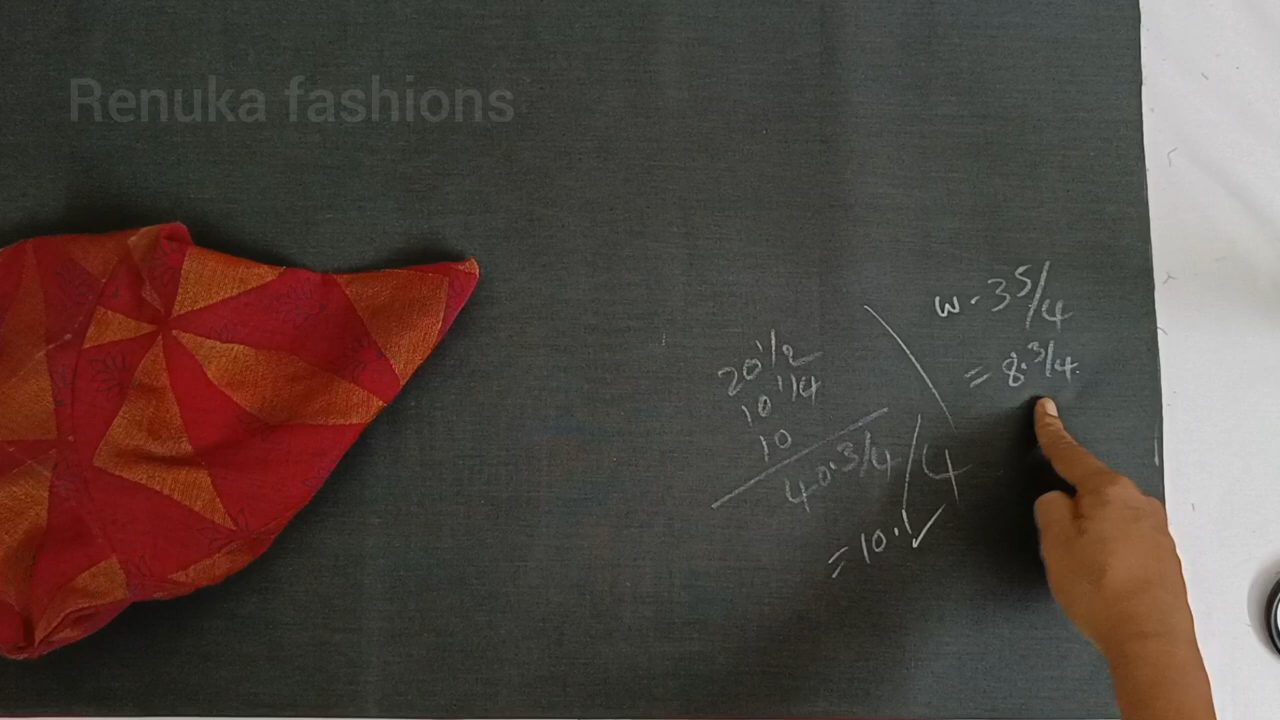 Renuka fashions
20 1/2
10 1/4
10
40.3/4 / 4
= 10.1
w - 35/4
= 8.3/4